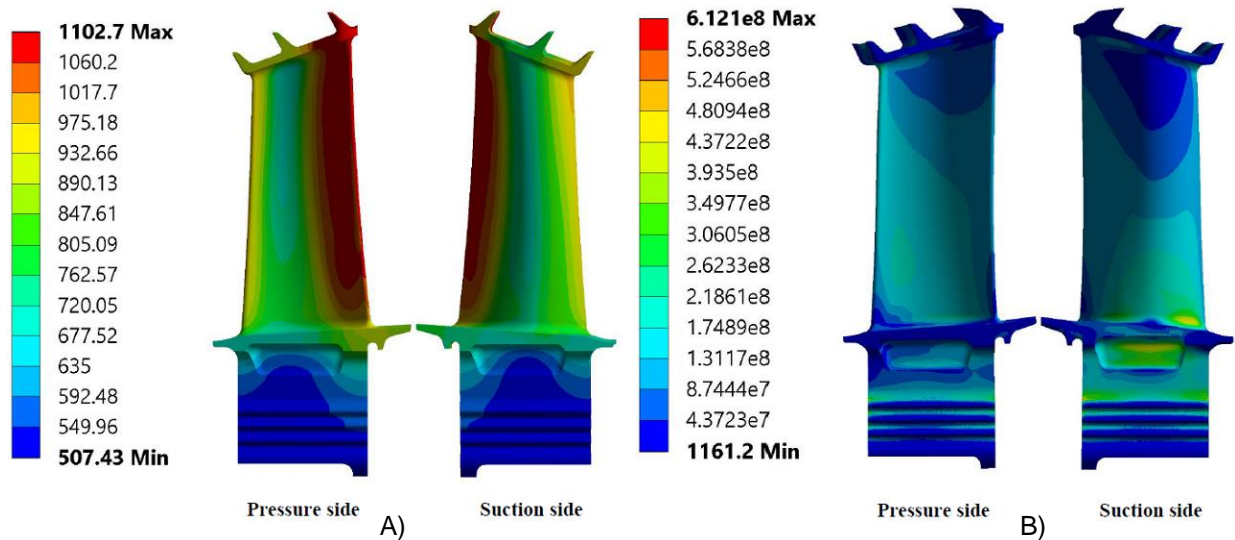 1102.7 Max
1060.2
1017.7
975.18
932.66
890.13
847.61
805.09
762.57
720.05
677.52
635
592.48
549.96
507.43 Min
Pressure side
Suction side
A)
6.121e8 Max
5.6838e8
5.2466e8
4.8094e8
4.3722e8
3.935e8
3.4977e8
3.0605e8
2.6233e8
2.1861e8
1.7489e8
1.3117e8
8.7444e7
4.3723e7
1161.2 Min
Pressure side
Suction side
B)